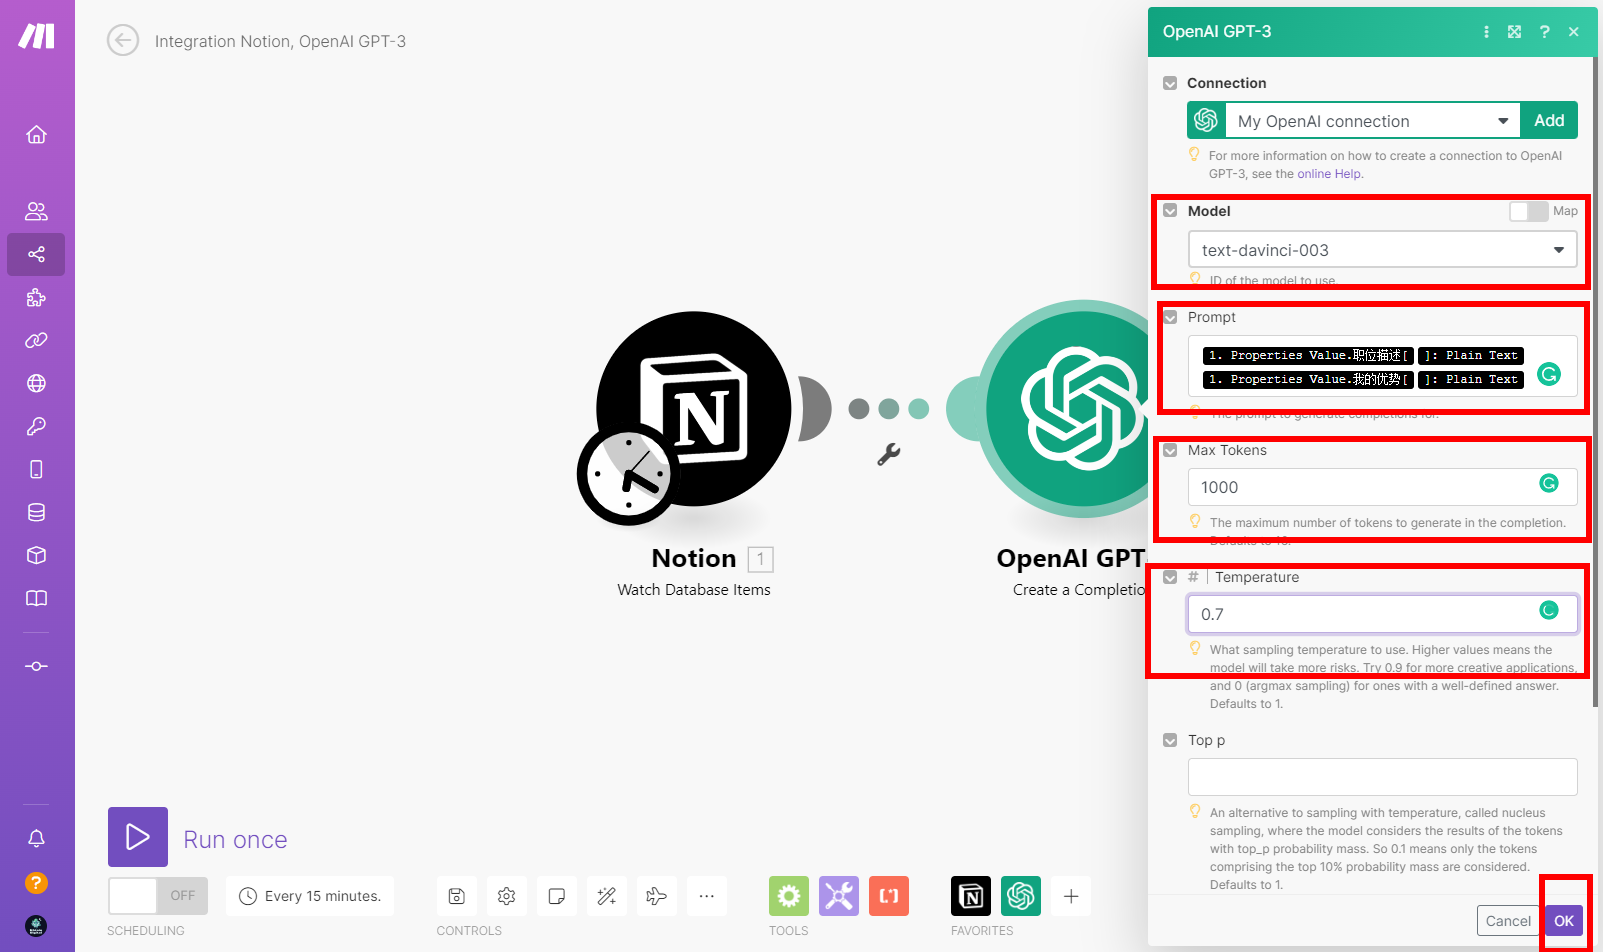 Integration Notion, OpenAI GPT-3
Notion 1
Watch Database Items
OpenAI GPT
Create a Completio
Run once
OFF
Every 15 minutes.
SCHEDULING
CONTROLS
TOOLS
FAVORITES
OpenAI GPT-3
?
Connection
My OpenAI connection
Add
For more information on how to create a connection to OpenAI
GPT-3, see the online Help.
Model
Map
text-davinci-003
ID of the model to use.
Prompt
1. Properties Value.职位描述[ ]: Plain Text
1. Properties Value.我的优势[ ]: Plain Text
The prompt to generate completions for.
Max Tokens
1000
The maximum number of tokens to generate in the completion.
Defaults to 16.
# Temperature
0.7
What sampling temperature to use. Higher values means the
model will take more risks. Try 0.9 for more creative applications,
and 0 (argmax sampling) for ones with a well-defined answer.
Defaults to 1.
Top p
An alternative to sampling with temperature, called nucleus
sampling, where the model considers the results of the tokens
with top_p probability mass. So 0.1 means only the tokens
comprising the top 10% probability mass are considered.
Defaults to 1.
Cancel
OK